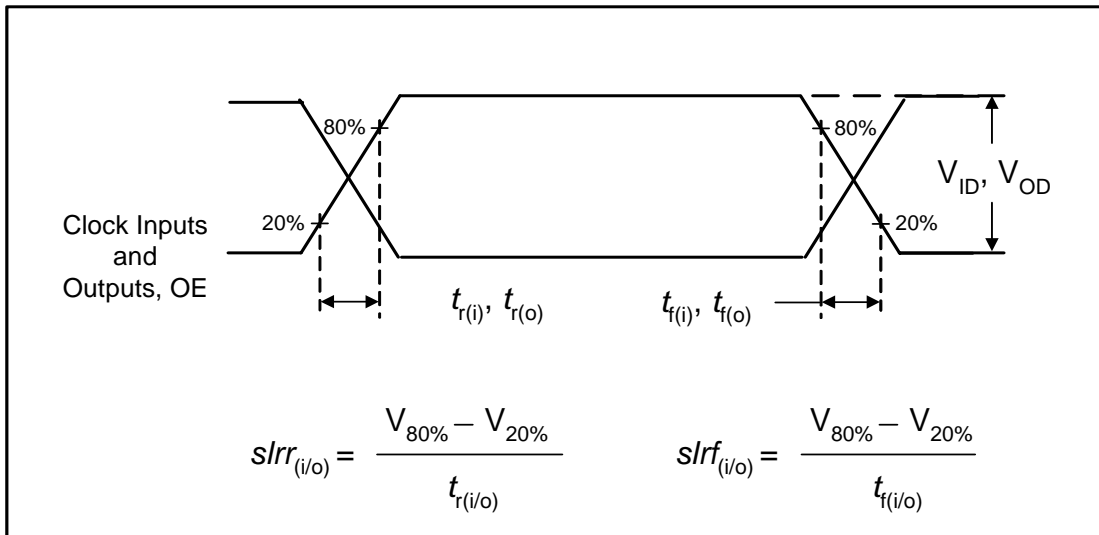 80%
80%
V_ID, V_OD
20%
20%
Clock Inputs
and
Outputs, OE
t_r(i), t_r(o)
t_f(i), t_f(o)
slrr_(i/o) = V_80% – V_20%
t_r(i/o)
slrf_(i/o) = V_80% – V_20%
t_f(i/o)